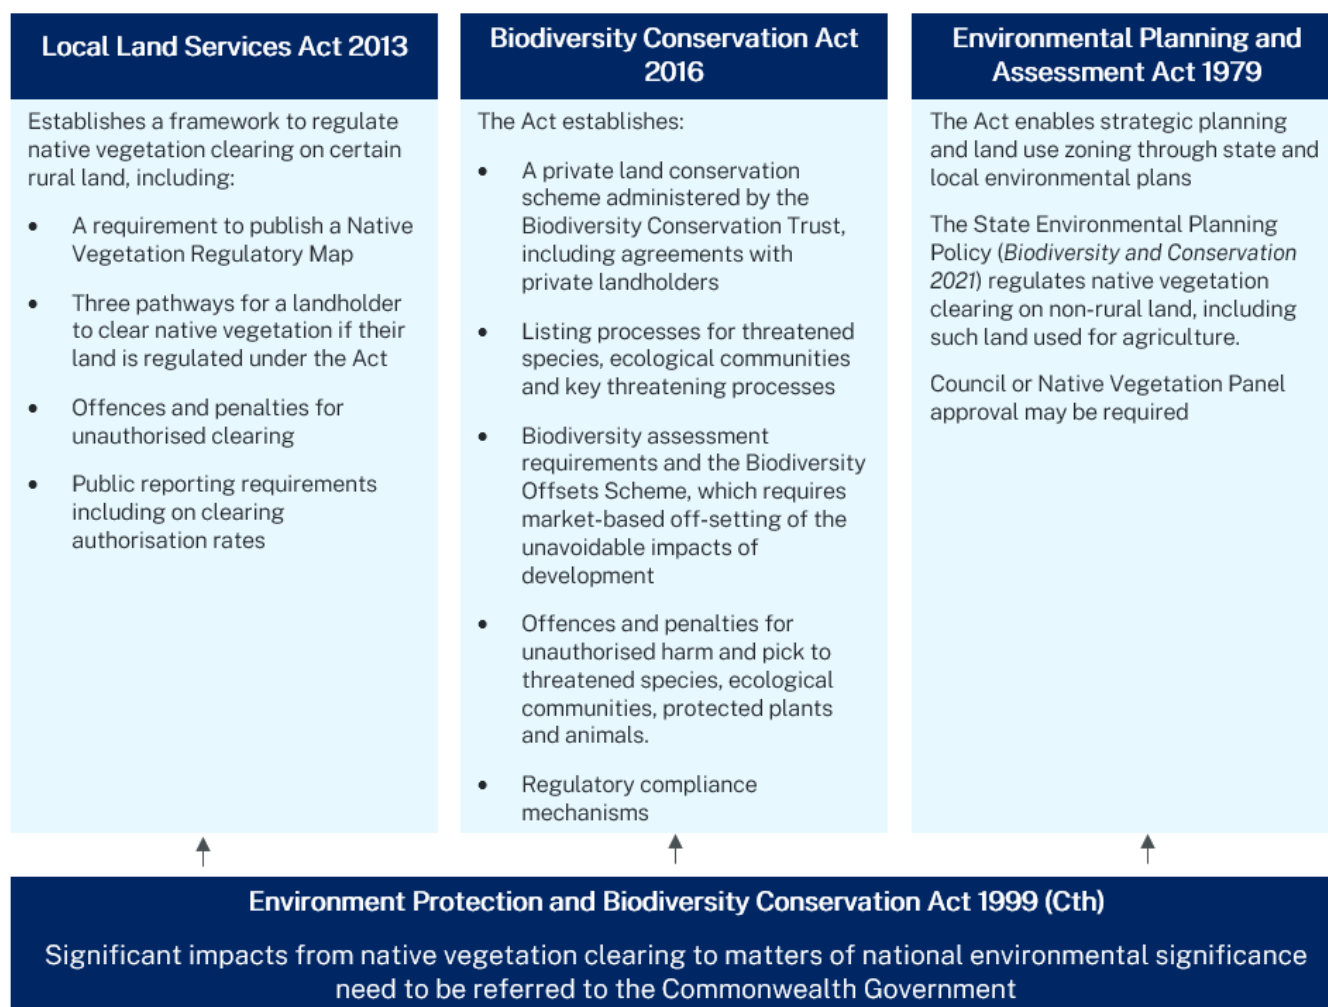 Local Land Services Act 2013
Establishes a framework to regulate
native vegetation clearing on certain
rural land, including:
• A requirement to publish a Native
Vegetation Regulatory Map
• Three pathways for a landholder
to clear native vegetation if their
land is regulated under the Act
• Offences and penalties for
unauthorised clearing
• Public reporting requirements
including on clearing
authorisation rates
Biodiversity Conservation Act
2016
The Act establishes:
• A private land conservation
scheme administered by the
Biodiversity Conservation Trust,
including agreements with
private landholders
• Listing processes for threatened
species, ecological communities
and key threatening processes
• Biodiversity assessment
requirements and the Biodiversity
Offsets Scheme, which requires
market-based off-setting of the
unavoidable impacts of
development
• Offences and penalties for
unauthorised harm and pick to
threatened species, ecological
communities, protected plants
and animals.
• Regulatory compliance
mechanisms
Environmental Planning and
Assessment Act 1979
The Act enables strategic planning
and land use zoning through state and
local environmental plans
The State Environmental Planning
Policy (Biodiversity and Conservation
2021) regulates native vegetation
clearing on non-rural land, including
such land used for agriculture.
Council or Native Vegetation Panel
approval may be required
Environment Protection and Biodiversity Conservation Act 1999 (Cth)
Significant impacts from native vegetation clearing to matters of national environmental significance
need to be referred to the Commonwealth Government